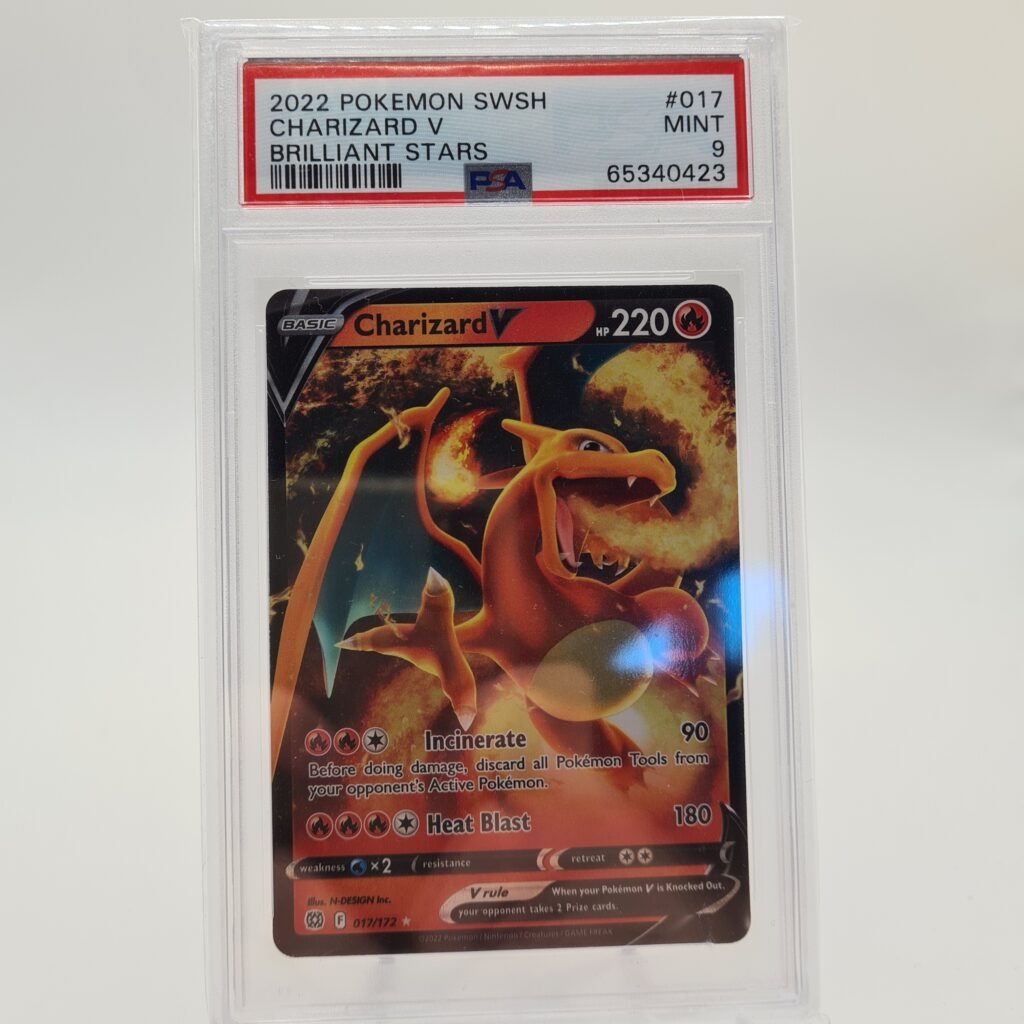 2022 POKEMON SWSH #017
CHARIZARD V MINT
BRILLIANT STARS 9
PSA 65340423
BASIC Charizard V HP 220
Incinerate 90
Before doing damage, discard all Pokémon Tools from
your opponent's Active Pokémon.
Heat Blast 180
weakness ×2 resistance retreat
V rule When your Pokémon V is Knocked Out,
your opponent takes 2 Prize cards.
Illus. N-DESIGN Inc.
F 017/172 ★
©2022 Pokémon / Nintendo / Creatures / GAME FREAK